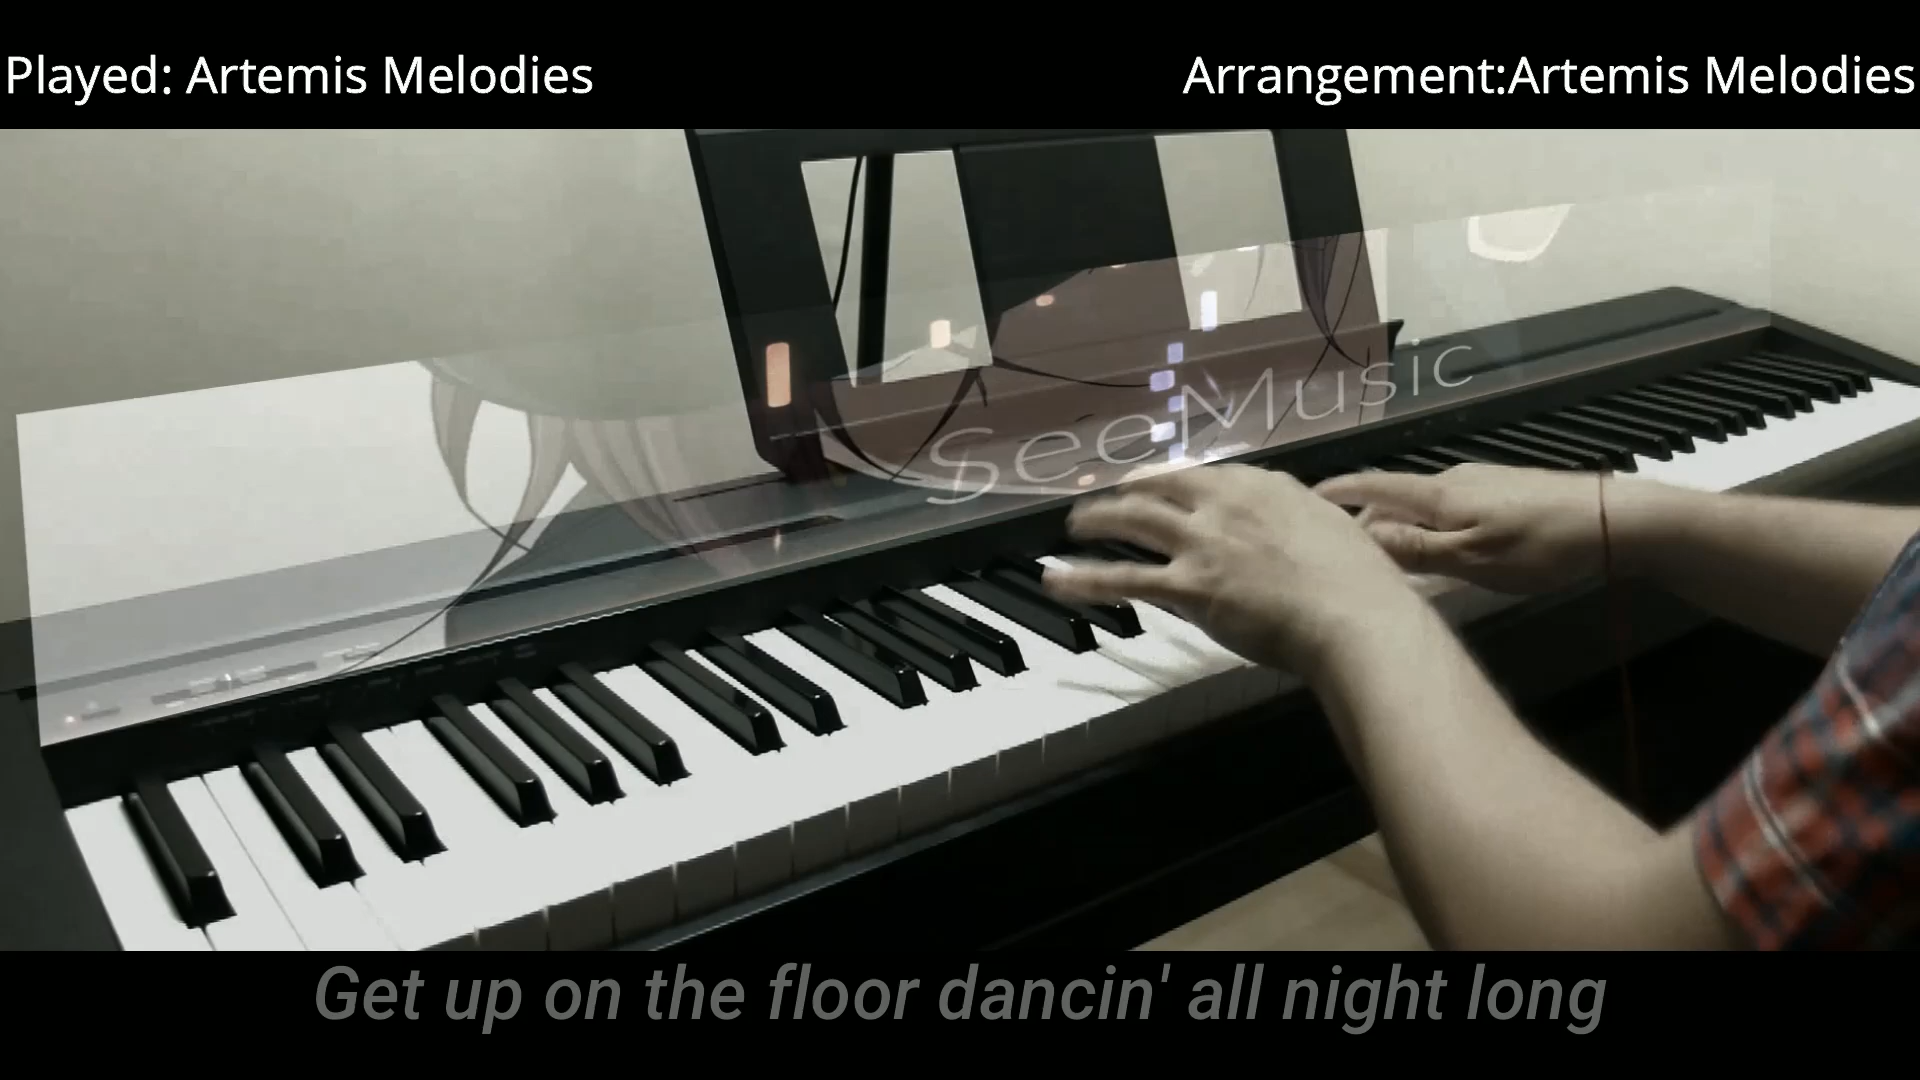 Played: Artemis Melodies
Arrangement:Artemis Melodies
SeeMusic
Get up on the floor dancin' all night long